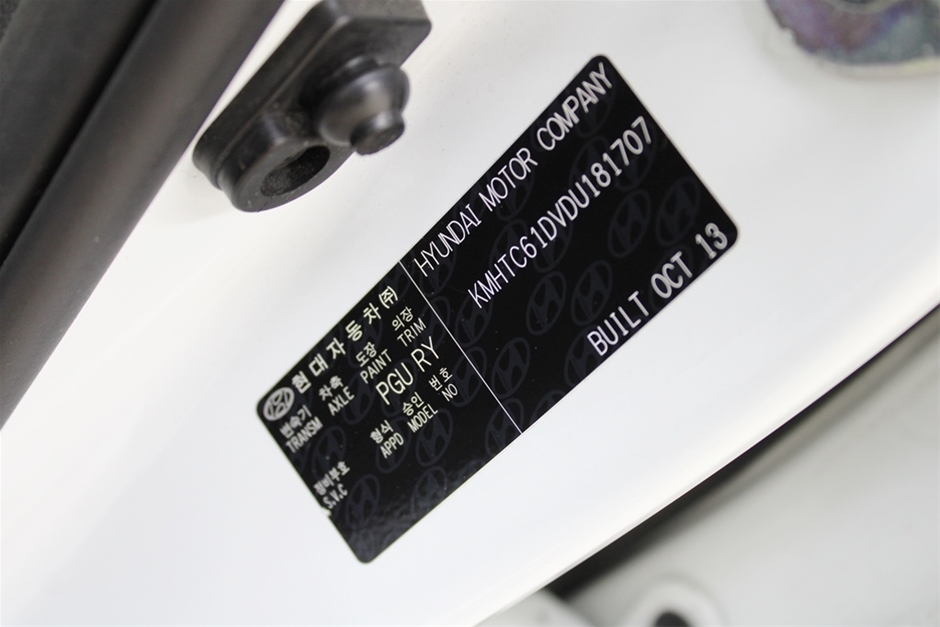 현대자동차㈜
변속기 차축 도장 의장
TRANSM AXLE PAINT TRIM
PGU RY
형식 승인 번호
APPD MODEL NO
정비부호
S.V.C
HYUNDAI MOTOR COMPANY
KMHTC61DVDU181707
BUILT OCT 13